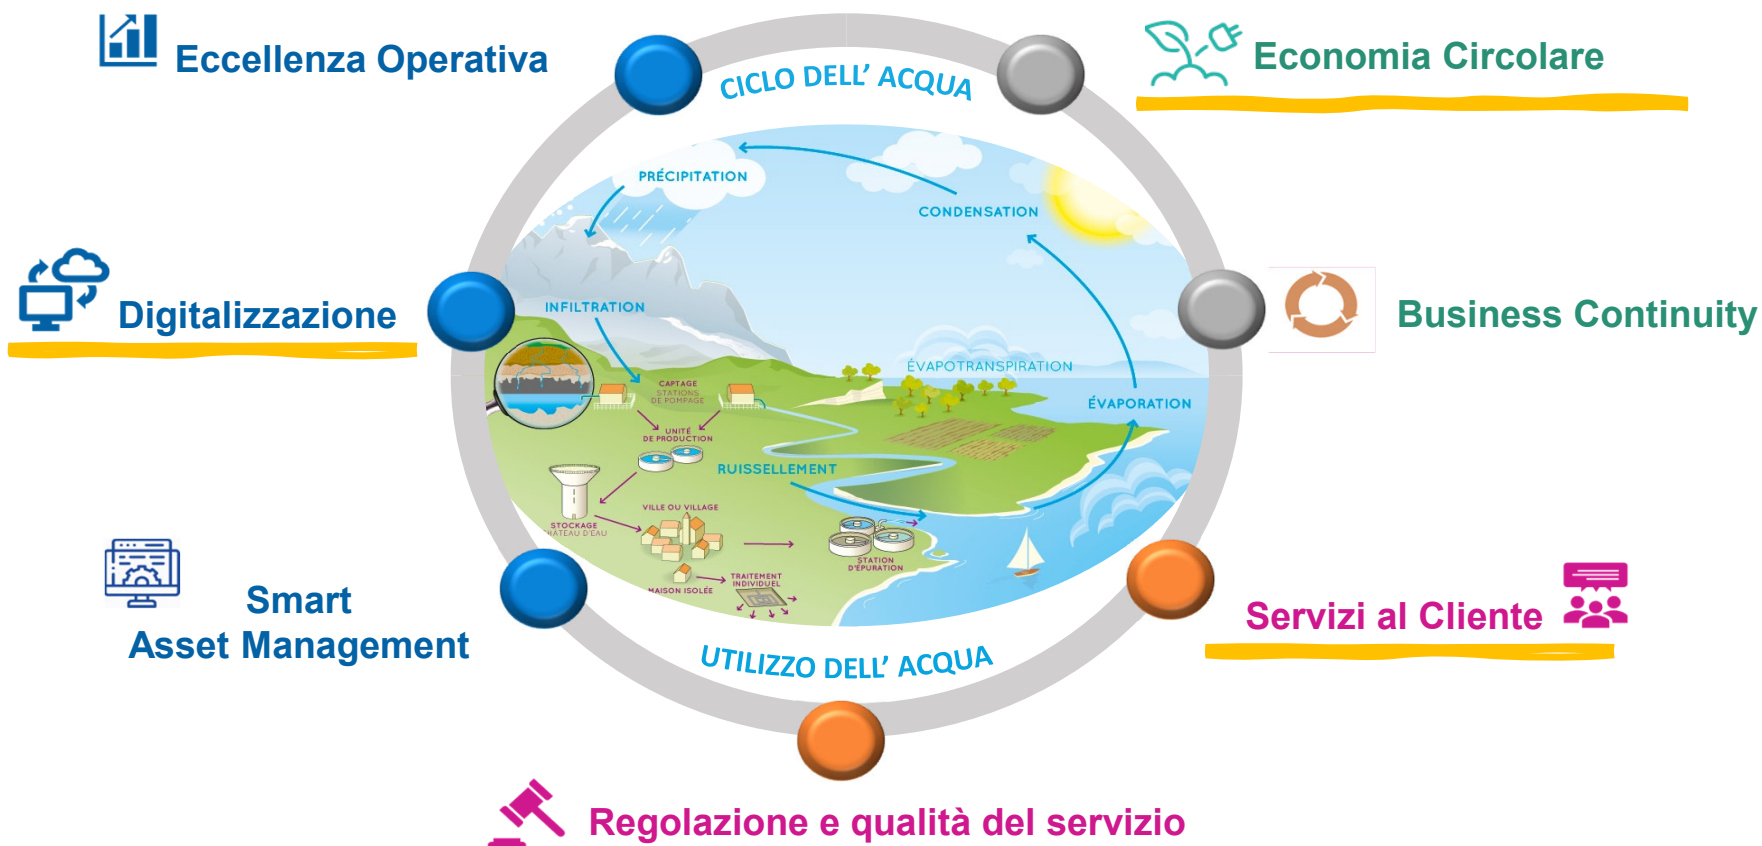 Eccellenza Operativa
Economia Circolare
CICLO DELL' ACQUA
PRÉCIPITATION
CONDENSATION
Digitalizzazione
INFILTRATION
Business Continuity
ÉVAPOTRANSPIRATION
CAPTAGE
STATIONS
DE POMPAGE
ÉVAPORATION
UNITÉ
DE PRODUCTION
RUISSELLEMENT
VILLE OU VILLAGE
STOCKAGE
HÂTEAU D'EAU
STATION
D'ÉPURATION
TRAITEMENT
INDIVIDUEL
MAISON ISOLÉE
Smart
Asset Management
Servizi al Cliente
UTILIZZO DELL' ACQUA
Regolazione e qualità del servizio